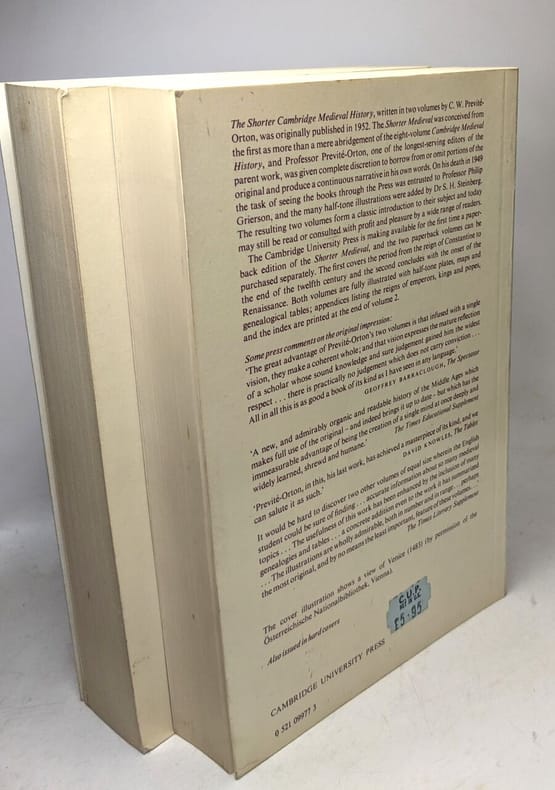 The Shorter Cambridge Medieval History, written in two volumes by C. W. Previté-
Orton, was originally published in 1952. The Shorter Medieval was conceived from
the first as more than a mere abridgement of the eight-volume Cambridge Medieval
History, and Professor Previté-Orton, one of the longest-serving editors of the
parent work, was given complete discretion to borrow from or omit portions of the
original and produce a continuous narrative in his own words. On his death in 1949
the task of seeing the books through the Press was entrusted to Professor Philip
Grierson, and the many half-tone illustrations were added by Dr S. H. Steinberg.
The resulting two volumes form a classic introduction to their subject and today
may still be read or consulted with profit and pleasure by a wide range of readers.
The Cambridge University Press is making available for the first time a paper-
back edition of the Shorter Medieval, and the two paperback volumes can be
purchased separately. The first covers the period from the reign of Constantine to
the end of the twelfth century and the second concludes with the onset of the
Renaissance. Both volumes are fully illustrated with half-tone plates, maps and
genealogical tables; appendices listing the reigns of emperors, kings and popes,
and the index are printed at the end of volume 2.
Some press comments on the original impression:
'The great advantage of Previté-Orton's two volumes is that infused with a single
vision, they make a coherent whole; and that vision expresses the mature reflection
of a scholar whose sound knowledge and sure judgement gained him the widest
respect . . . there is practically no judgement which does not carry conviction . . .
All in all this is as good a book of its kind as I have seen in any language.'
GEOFFREY BARRACLOUGH, The Spectator
'A new, and admirably organic and readable history of the Middle Ages which
makes full use of the original – and indeed brings it up to date – but which has the
immeasurable advantage of being the creation of a single mind at once deeply and
widely learned, shrewd and humane.'
The Times Educational Supplement
'Previté-Orton, in this, his last work, has achieved a masterpiece of its kind, and we
can salute it as such.'
DAVID KNOWLES, The Tablet
It would be hard to discover two other volumes of equal size wherein the English
student could be sure of finding . . . accurate information about so many medieval
topics . . . The usefulness of this work has been enhanced by the inclusion of many
genealogies and tables . . . a concrete addition even to the work it has summarized
. . . The illustrations are wholly admirable, both in number and in range . . . perhaps
the most original, and by no means the least important, feature of these volumes . . .'
The Times Literary Supplement
The cover illustration shows a view of Venice (1483) (by permission of the
Österreichische Nationalbibliothek, Vienna).
Also issued in hard covers
C.U.P.
£5.95
CAMBRIDGE UNIVERSITY PRESS
0 521 09977 3